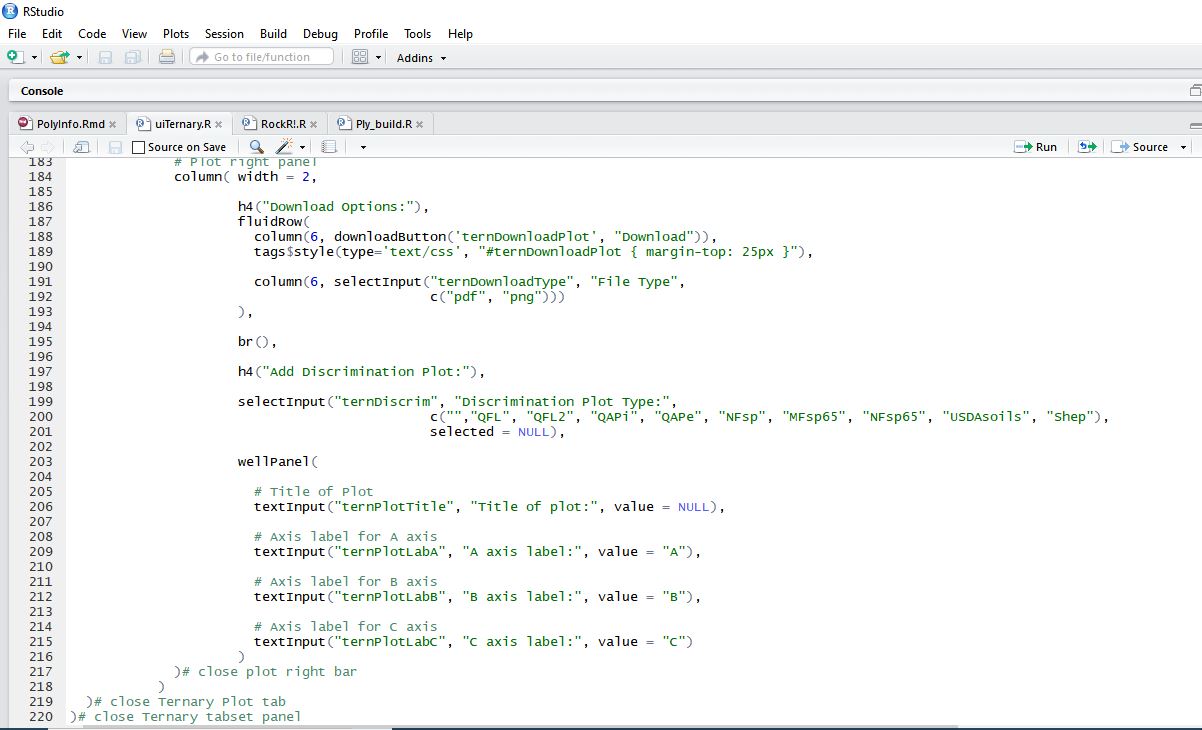 RStudio
File Edit Code View Plots Session Build Debug Profile Tools Help
Go to file/function Addins
Console
PolyInfo.Rmd uiTernary.R RockR!.R Ply_build.R
Source on Save Run Source
183 # Plot right panel
184 column( width = 2,
185
186 h4("Download Options:"),
187 fluidRow(
188 column(6, downloadButton('ternDownloadPlot', "Download")),
189 tags$style(type='text/css', "#ternDownloadPlot { margin-top: 25px }"),
190
191 column(6, selectInput("ternDownloadType", "File Type",
192 c("pdf", "png")))
193 ),
194
195 br(),
196
197 h4("Add Discrimination Plot:"),
198
199 selectInput("ternDiscrim", "Discrimination Plot Type:",
200 c("","QFL", "QFL2", "QAPi", "QAPe", "NFsp", "MFsp65", "NFsp65", "USDAsoils", "Shep"),
201 selected = NULL),
202
203 wellPanel(
204
205 # Title of Plot
206 textInput("ternPlotTitle", "Title of plot:", value = NULL),
207
208 # Axis label for A axis
209 textInput("ternPlotLabA", "A axis label:", value = "A"),
210
211 # Axis label for B axis
212 textInput("ternPlotLabB", "B axis label:", value = "B"),
213
214 # Axis label for C axis
215 textInput("ternPlotLabC", "C axis label:", value = "C")
216 )
217 )# close plot right bar
218 )
219 )# close Ternary Plot tab
220 )# close Ternary tabset panel